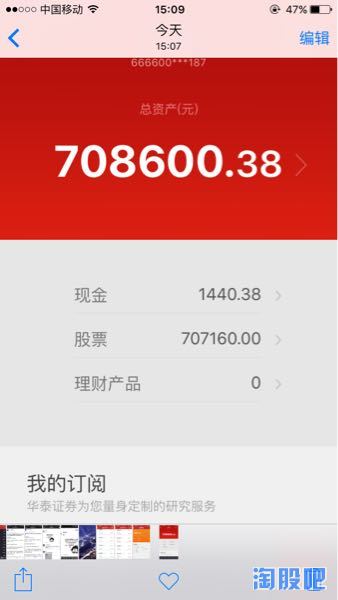 中国移动 15:09 47%
今天
15:07
编辑
666600***187
总资产(元)
708600.38
现金 1440.38
股票 707160.00
理财产品 0
我的订阅
华泰证券为您量身定制的研究服务
淘股吧